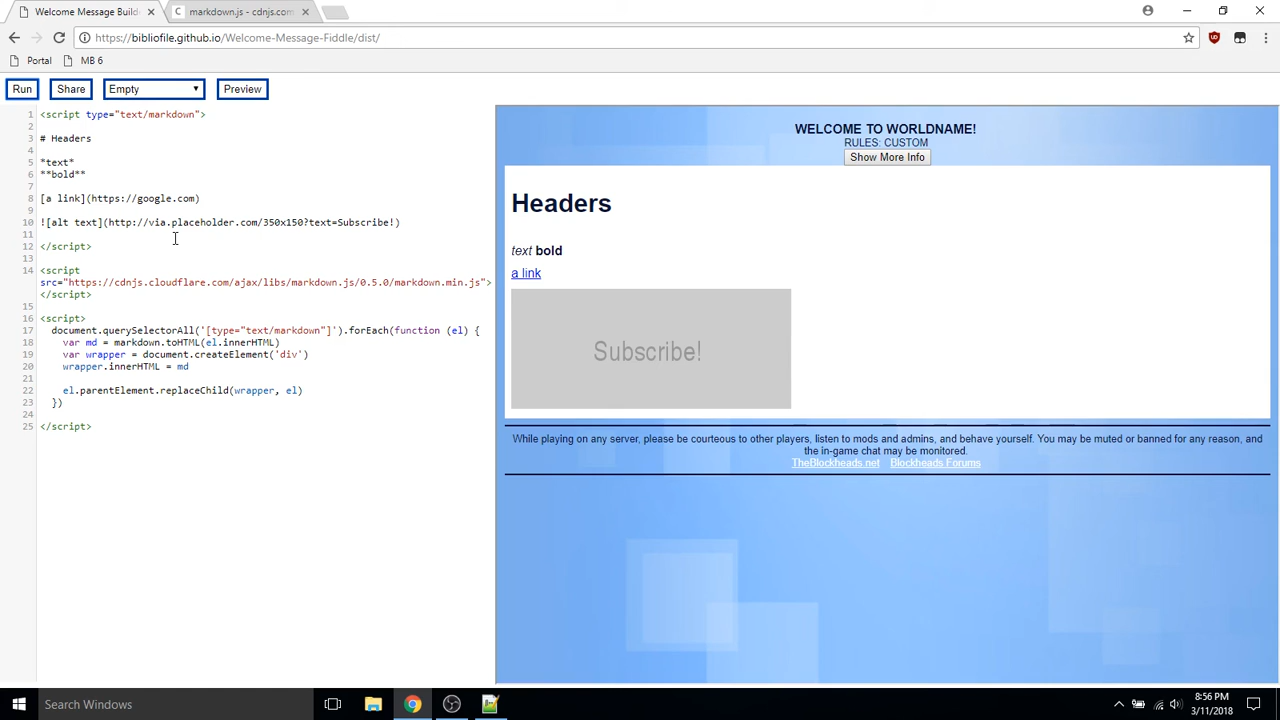 Welcome Message Build
markdown.js - cdnjs.com
https://bibliofile.github.io/Welcome-Message-Fiddle/dist/
Portal
MB 6
Run
Share
Empty
Preview
1 <script type="text/markdown">
2
3 # Headers
4
5 *text*
6 **bold**
7
8 [a link](https://google.com)
9
10 ![alt text](http://via.placeholder.com/350x150?text=Subscribe!)
11
12 </script>
13
14 <script
src="https://cdnjs.cloudflare.com/ajax/libs/markdown.js/0.5.0/markdown.min.js">
</script>
15
16 <script>
17 document.querySelectorAll('[type="text/markdown"]').forEach(function (el) {
18 var md = markdown.toHTML(el.innerHTML)
19 var wrapper = document.createElement('div')
20 wrapper.innerHTML = md
21
22 el.parentElement.replaceChild(wrapper, el)
23 })
24
25 </script>
WELCOME TO WORLDNAME!
RULES: CUSTOM
Show More Info
Headers
text bold
a link
Subscribe!
While playing on any server, please be courteous to other players, listen to mods and admins, and behave yourself. You may be muted or banned for any reason, and
the in-game chat may be monitored.
TheBlockheads.net Blockheads Forums
Search Windows
8:56 PM
3/11/2018